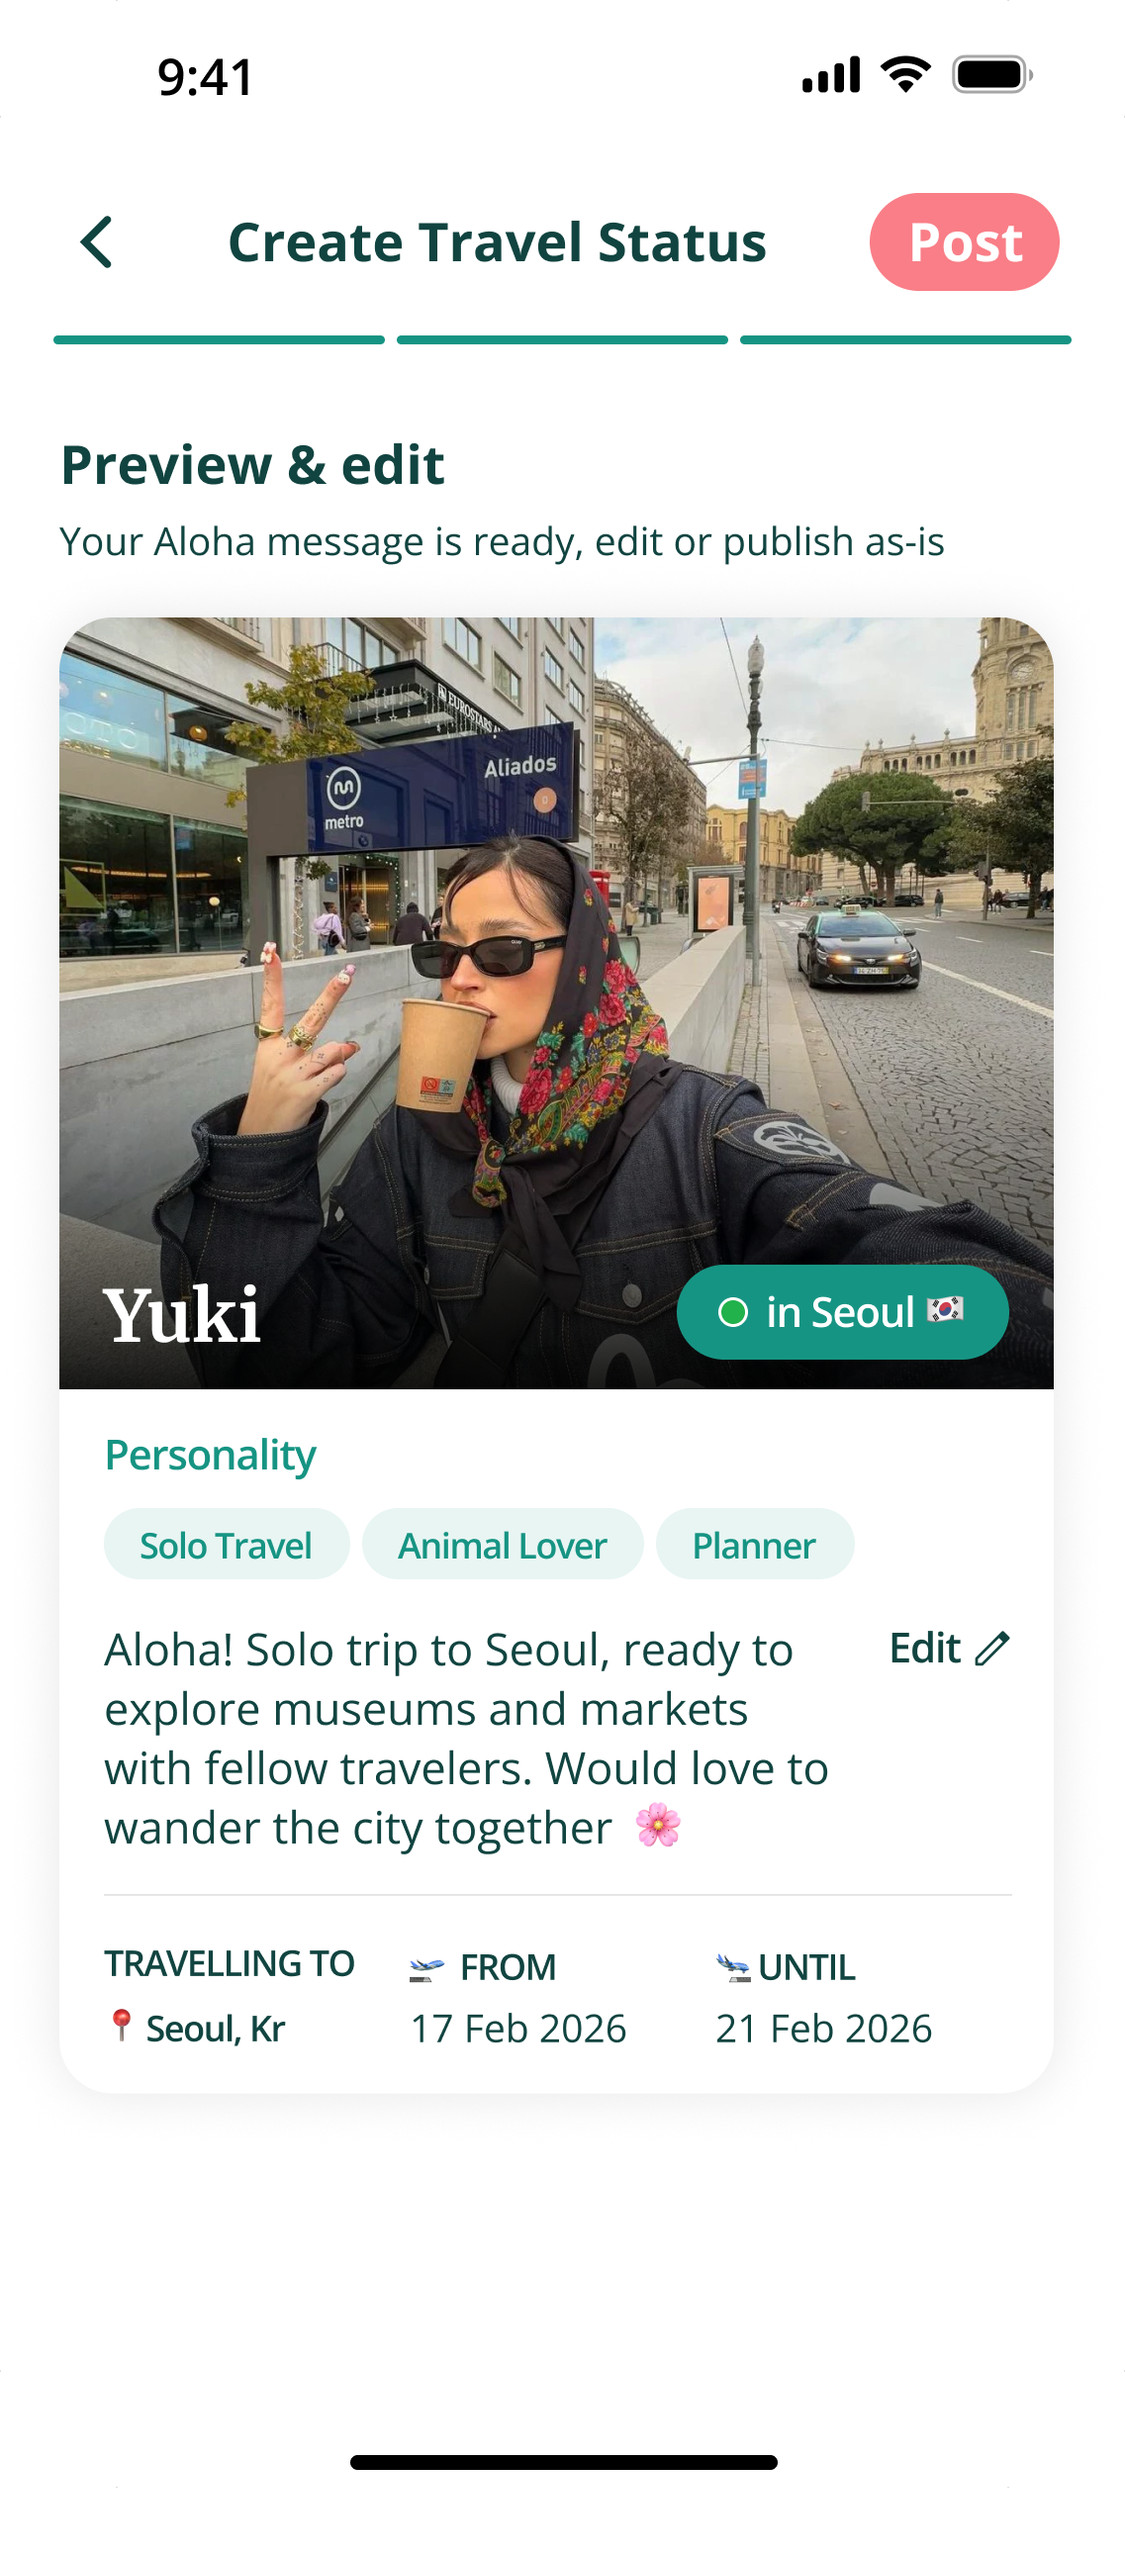 9:41
Create Travel Status
Post
Preview & edit
Your Aloha message is ready, edit or publish as-is
EUROSTARS
metro
Aliados
Yuki
in Seoul 🇰🇷
Personality
Solo Travel
Animal Lover
Planner
Aloha! Solo trip to Seoul, ready to
explore museums and markets
with fellow travelers. Would love to
wander the city together 🌸
Edit
TRAVELLING TO
🛫 FROM
🛬 UNTIL
📍 Seoul, Kr
17 Feb 2026
21 Feb 2026